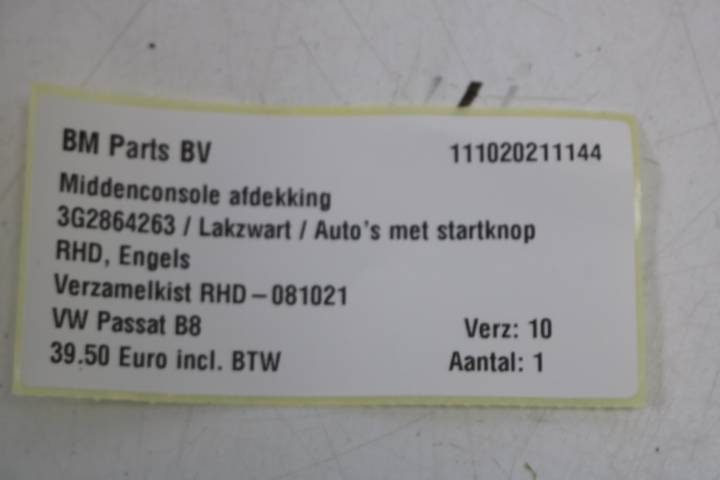 BM Parts BV 111020211144
Middenconsole afdekking
3G2864263 / Lakzwart / Auto's met startknop
RHD, Engels
Verzamelkist RHD – 081021
VW Passat B8 Verz: 10
39.50 Euro incl. BTW Aantal: 1